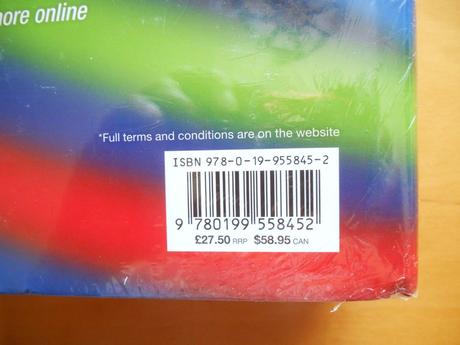 more online
*Full terms and conditions are on the website
ISBN 978-0-19-955845-2
9 780199 558452
£27.50 RRP $58.95 CAN